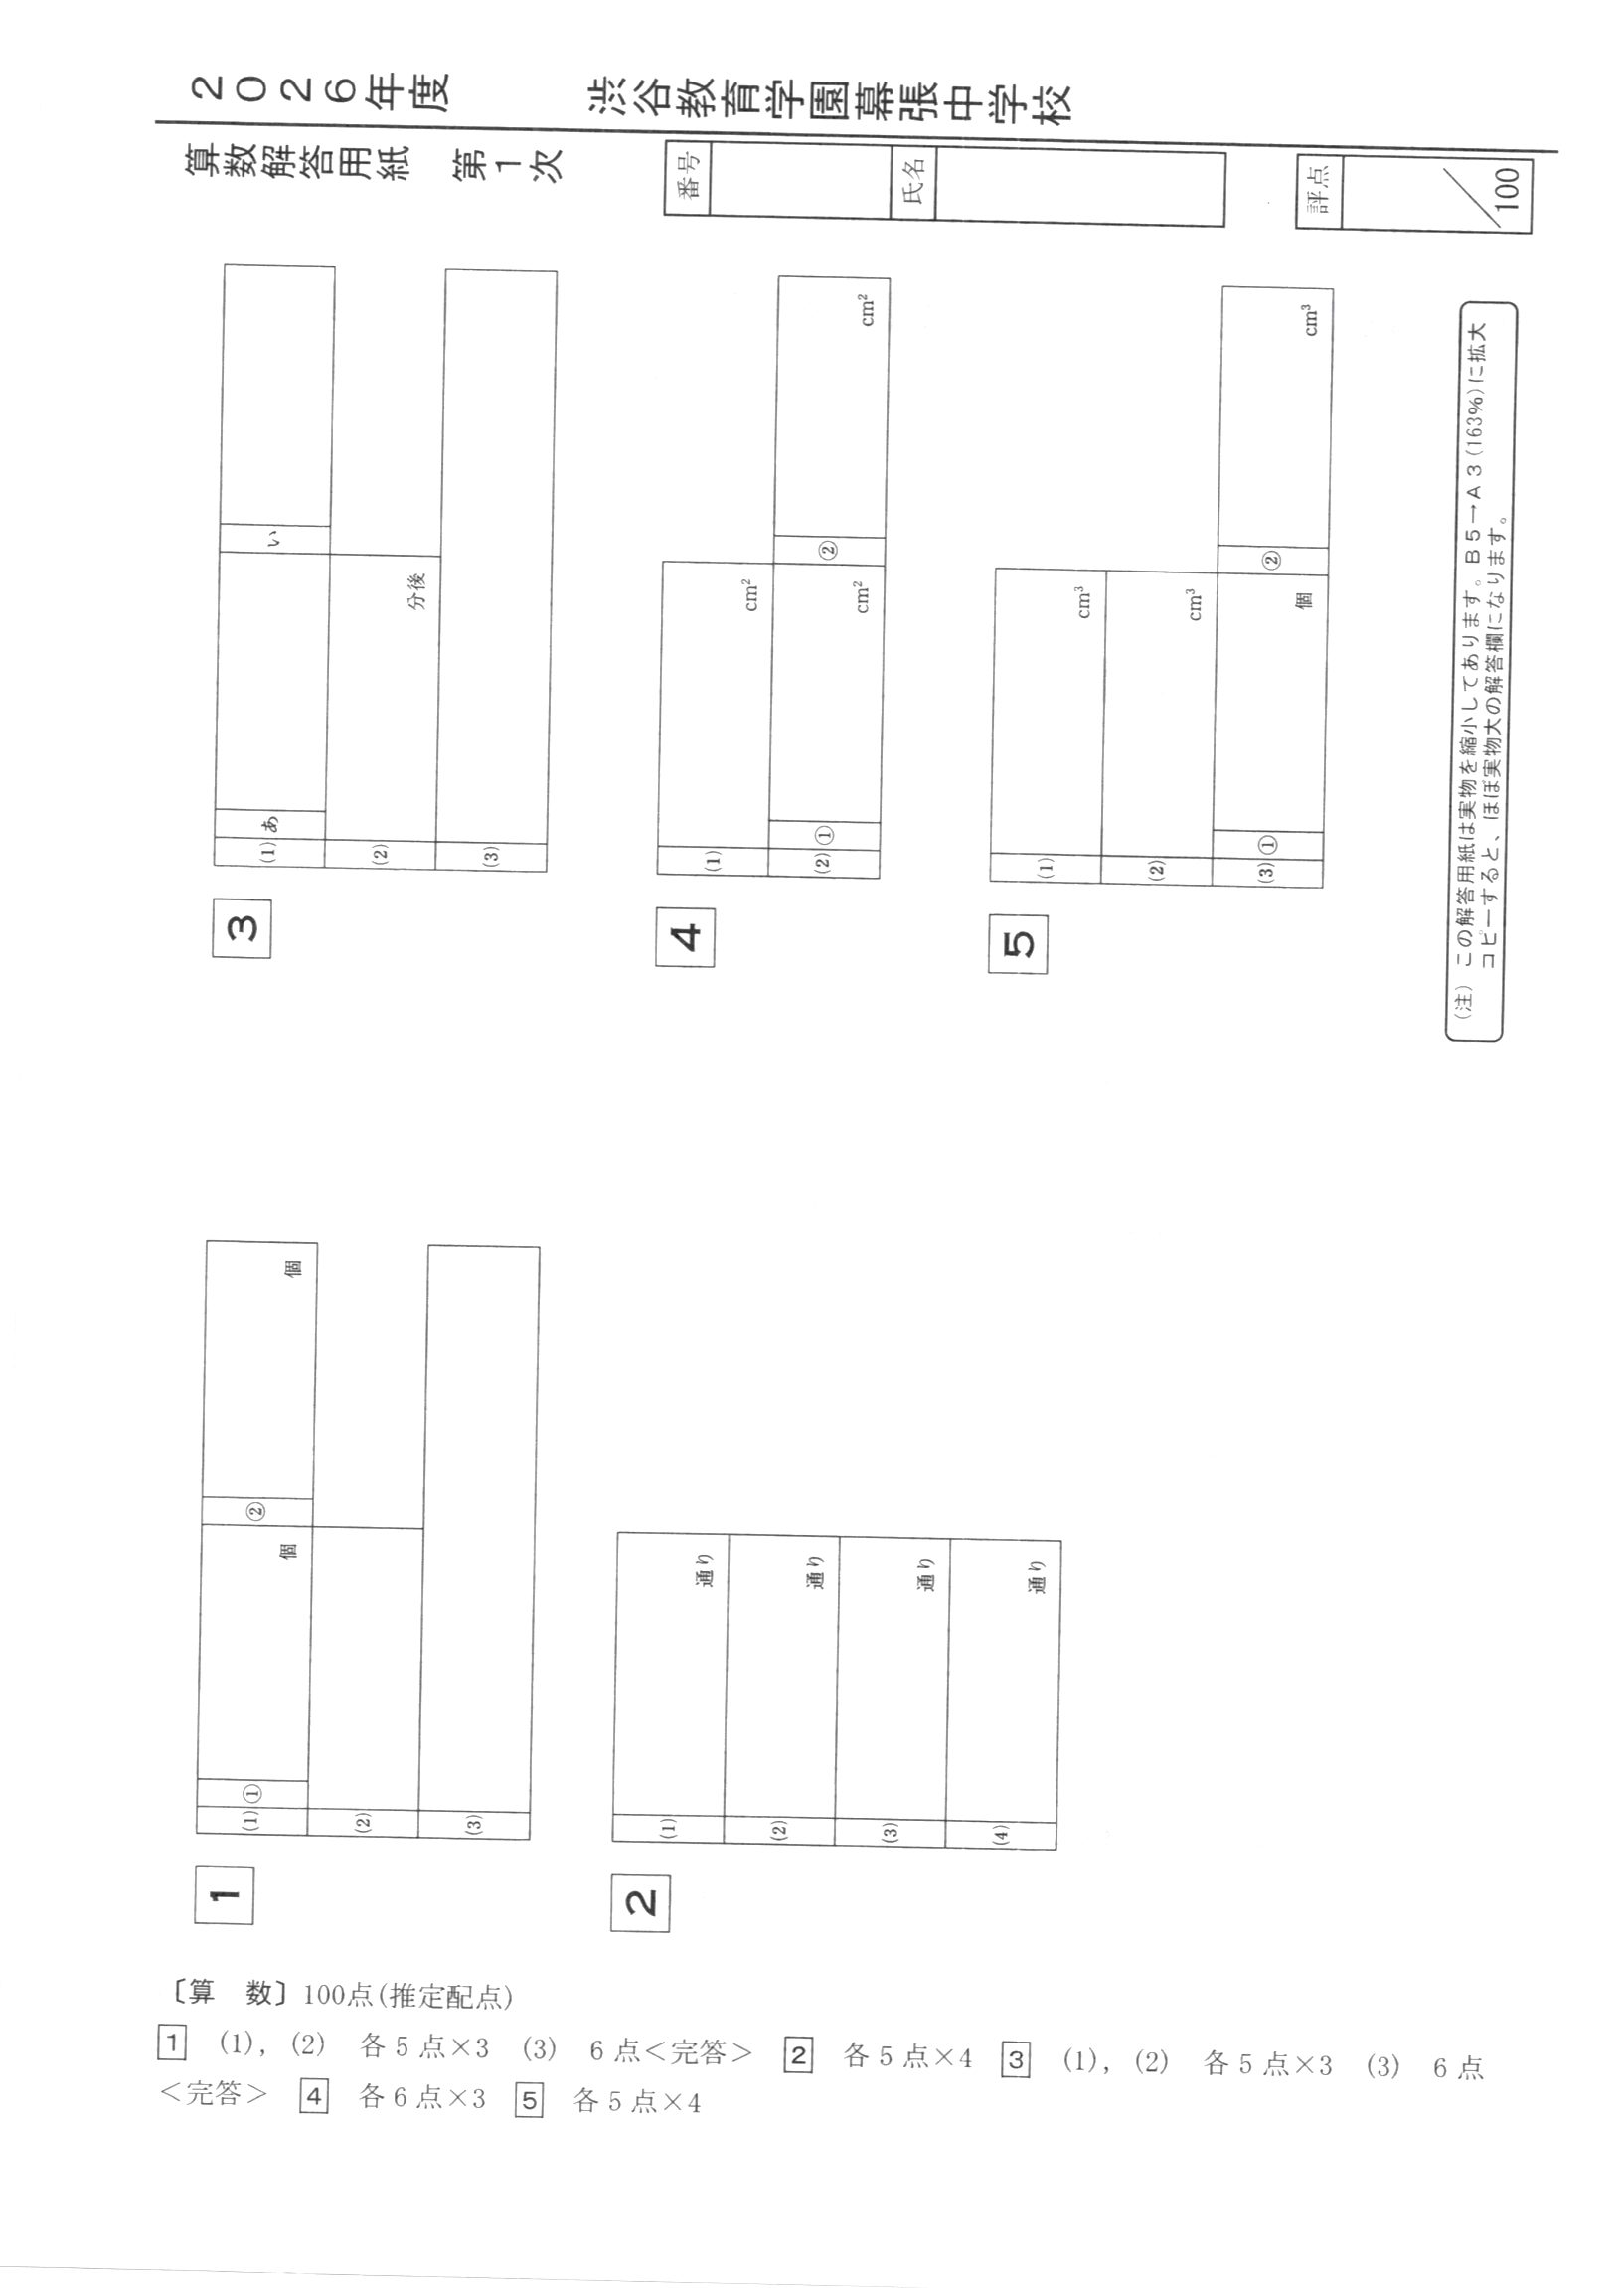 2026年度　渋谷教育学園幕張中学校
算数解答用紙　第1次
番号　氏名　評点　／100
1
(1) ① 個 ② 個
(2)
(3)
2
(1) 通り
(2) 通り
(3) 通り
(4) 通り
3
(1) あ い
(2) 分後
(3)
4
(1) cm²
(2) ① cm² ② cm²
5
(1) cm³
(2) cm³
(3) ① 個 ② cm³
（注）この解答用紙は実物を縮小してあります。Ｂ５→Ａ３(163%)に拡大
コピーすると、ほぼ実物大の解答欄になります。
〔算　数〕100点(推定配点)
1　(1)，(2)　各５点×3　(3)　６点＜完答＞　2　各５点×4　3　(1)，(2)　各５点×3　(3)　６点
＜完答＞　4　各６点×3　5　各５点×4